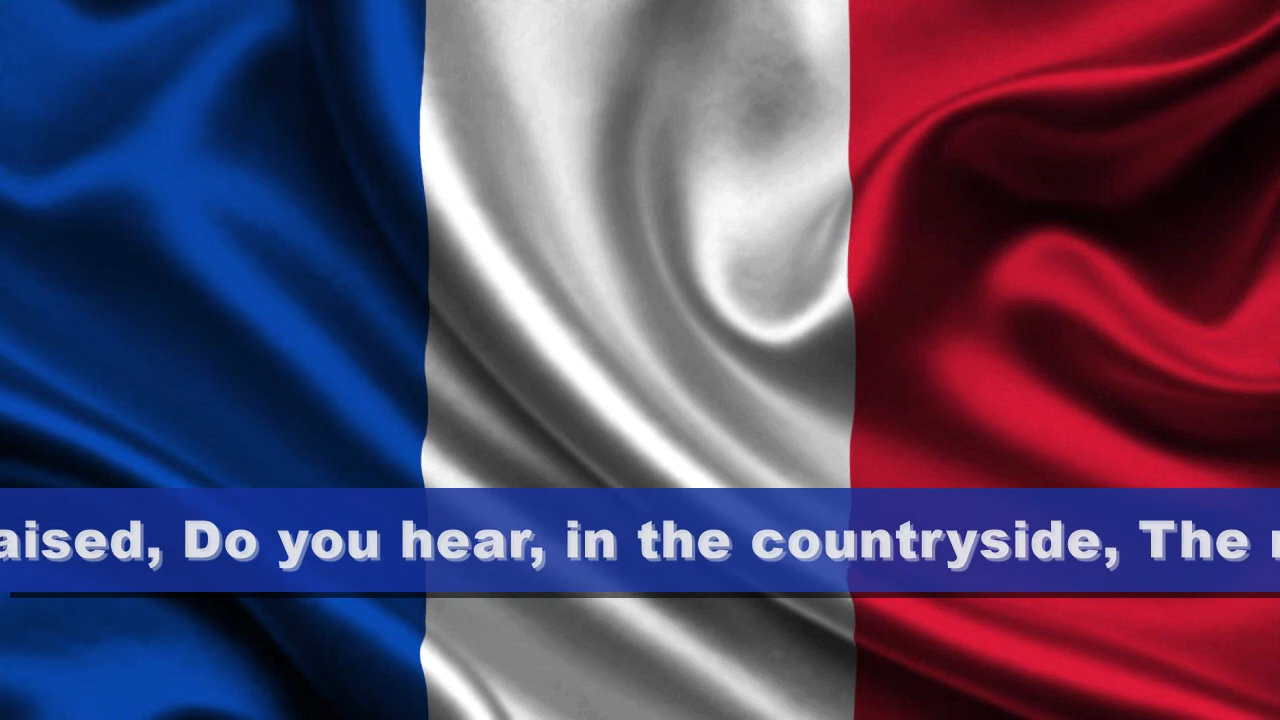 aised, Do you hear, in the countryside, The